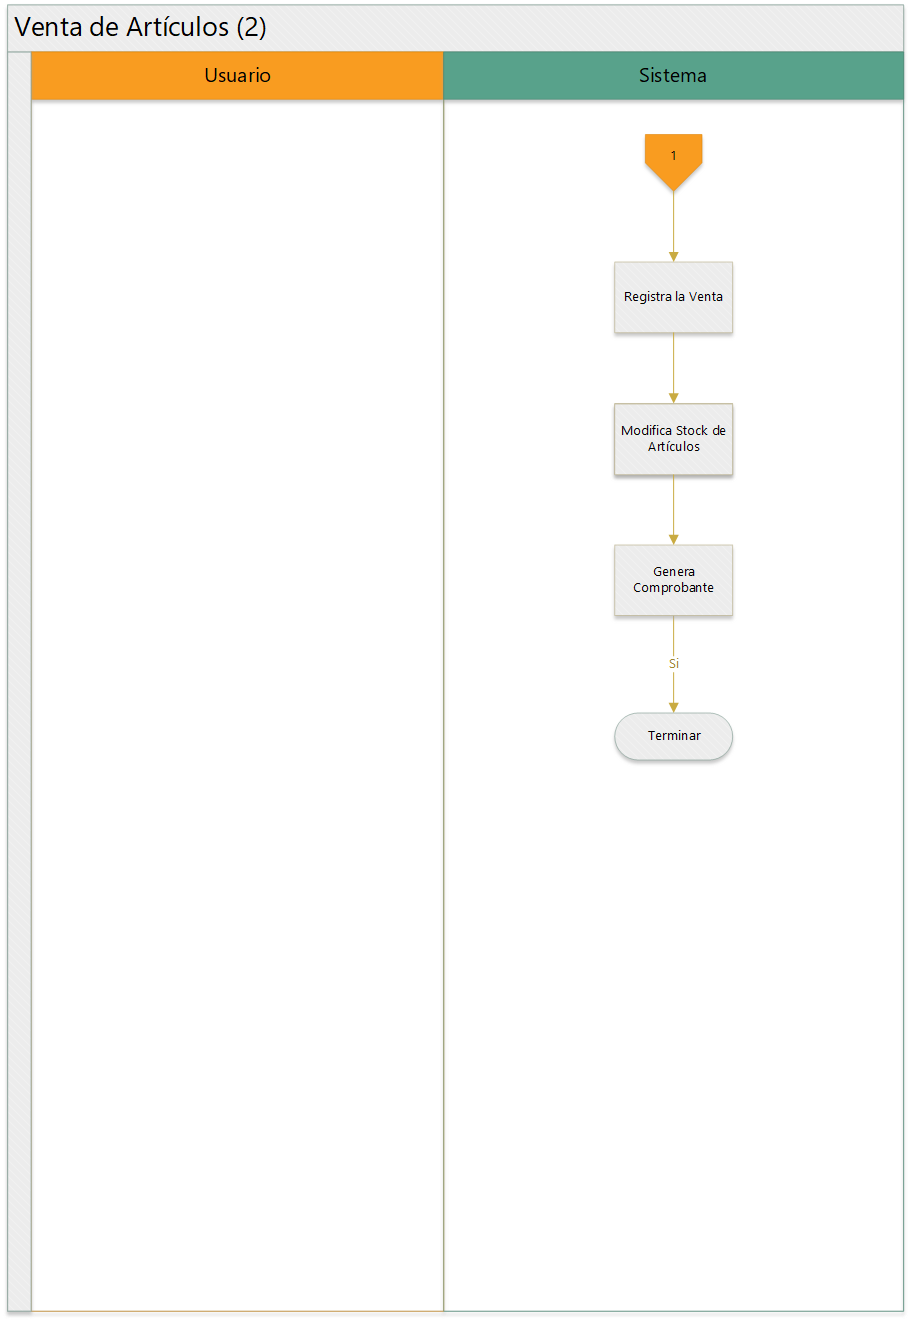 Venta de Artículos (2)
Usuario
Sistema
1
Registra la Venta
Modifica Stock de
Artículos
Genera
Comprobante
Si
Terminar